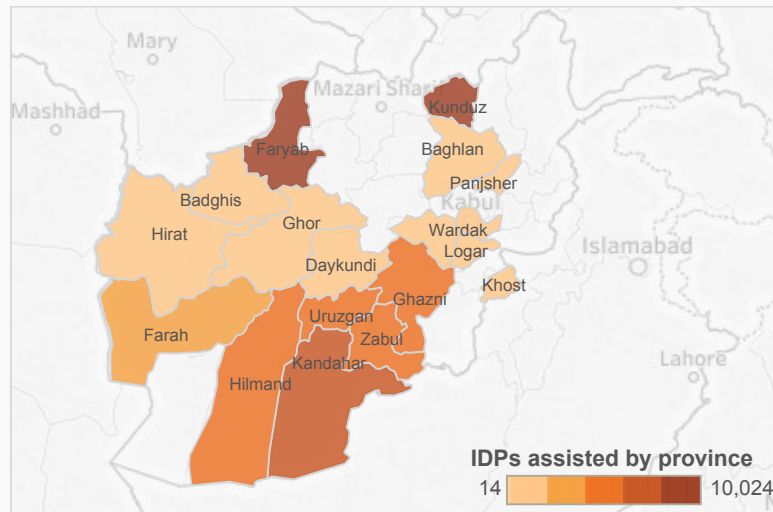 Mary
Mashhad
Mazari Sharif
Kunduz
Faryab
Baghlan
Panjsher
Badghis
Kabul
Ghor
Wardak
Hirat
Logar
Islamabad
Daykundi
Khost
Ghazni
Uruzgan
Farah
Zabul
Kandahar
Lahore
Hilmand
IDPs assisted by province
14 10,024